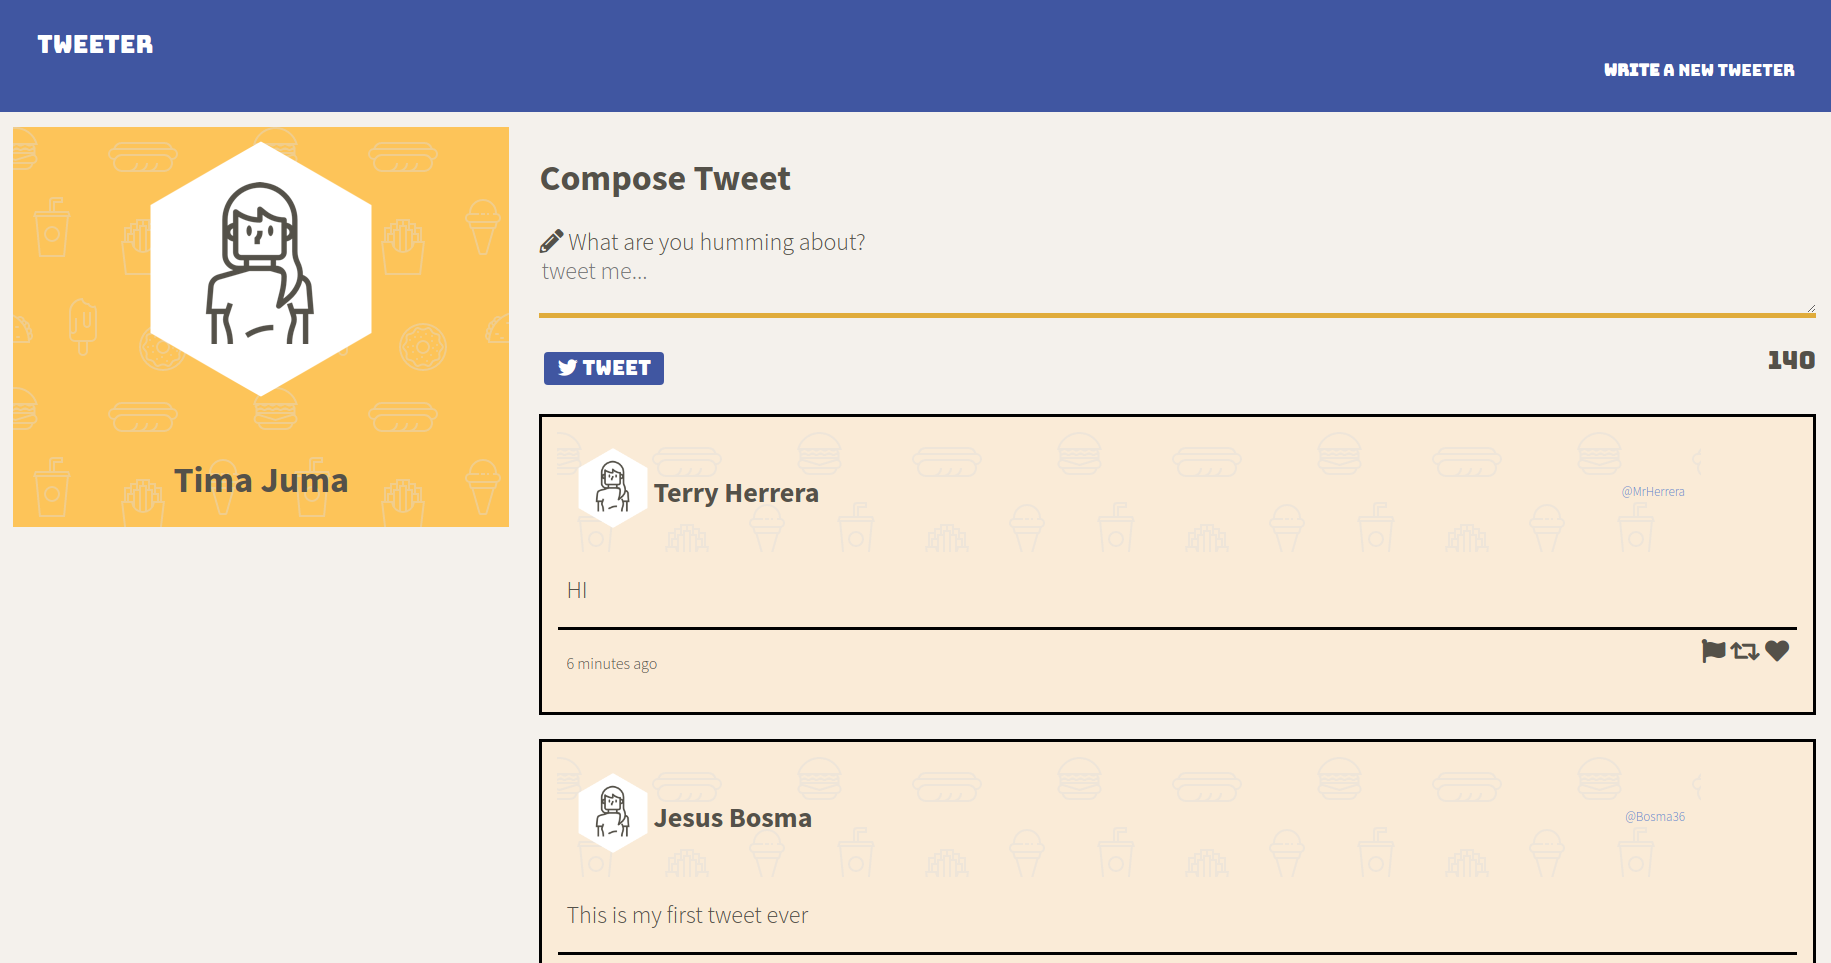 TWEETER
WRITE A NEW TWEETER
Tima Juma
Compose Tweet
What are you humming about?
tweet me...
TWEET
140
Terry Herrera
@MrHerrera
HI
6 minutes ago
Jesus Bosma
@Bosma36
This is my first tweet ever